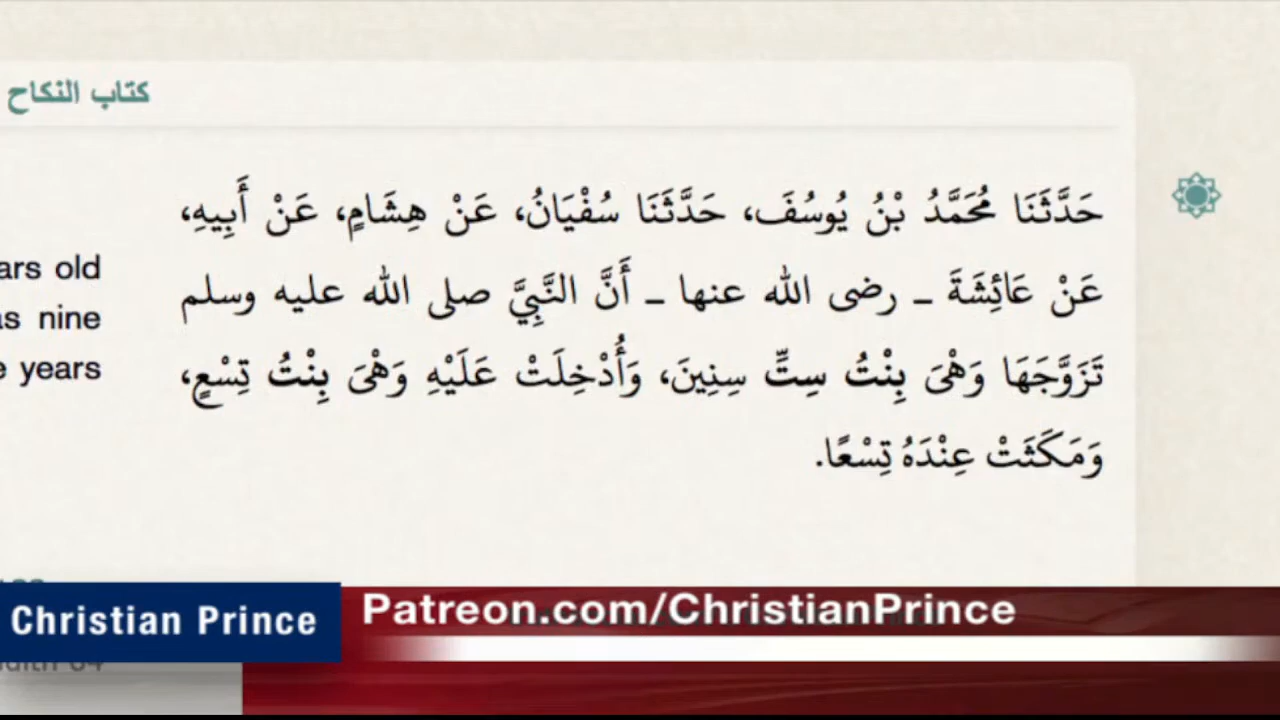 كتاب النكاح
حَدَّثَنَا مُحَمَّدُ بْنُ يُوسُفَ، حَدَّثَنَا سُفْيَانُ، عَنْ هِشَامٍ، عَنْ أَبِيهِ،
عَنْ عَائِشَةَ ـ رضى الله عنها ـ أَنَّ النَّبِيَّ صلى الله عليه وسلم
تَزَوَّجَهَا وَهْىَ بِنْتُ سِتِّ سِنِينَ، وَأُدْخِلَتْ عَلَيْهِ وَهْىَ بِنْتُ تِسْعٍ،
وَمَكَثَتْ عِنْدَهُ تِسْعًا.
ars old
as nine
e years
Christian Prince
Patreon.com/ChristianPrince